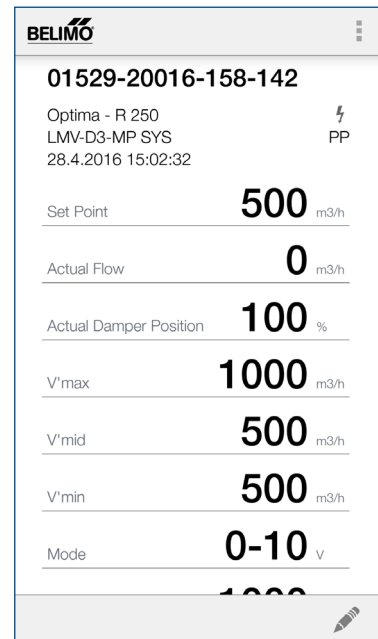 BELIMO
01529-20016-158-142
Optima - R 250
LMV-D3-MP SYS PP
28.4.2016 15:02:32
Set Point 500 m3/h
Actual Flow 0 m3/h
Actual Damper Position 100 %
V'max 1000 m3/h
V'mid 500 m3/h
V'min 500 m3/h
Mode 0-10 V